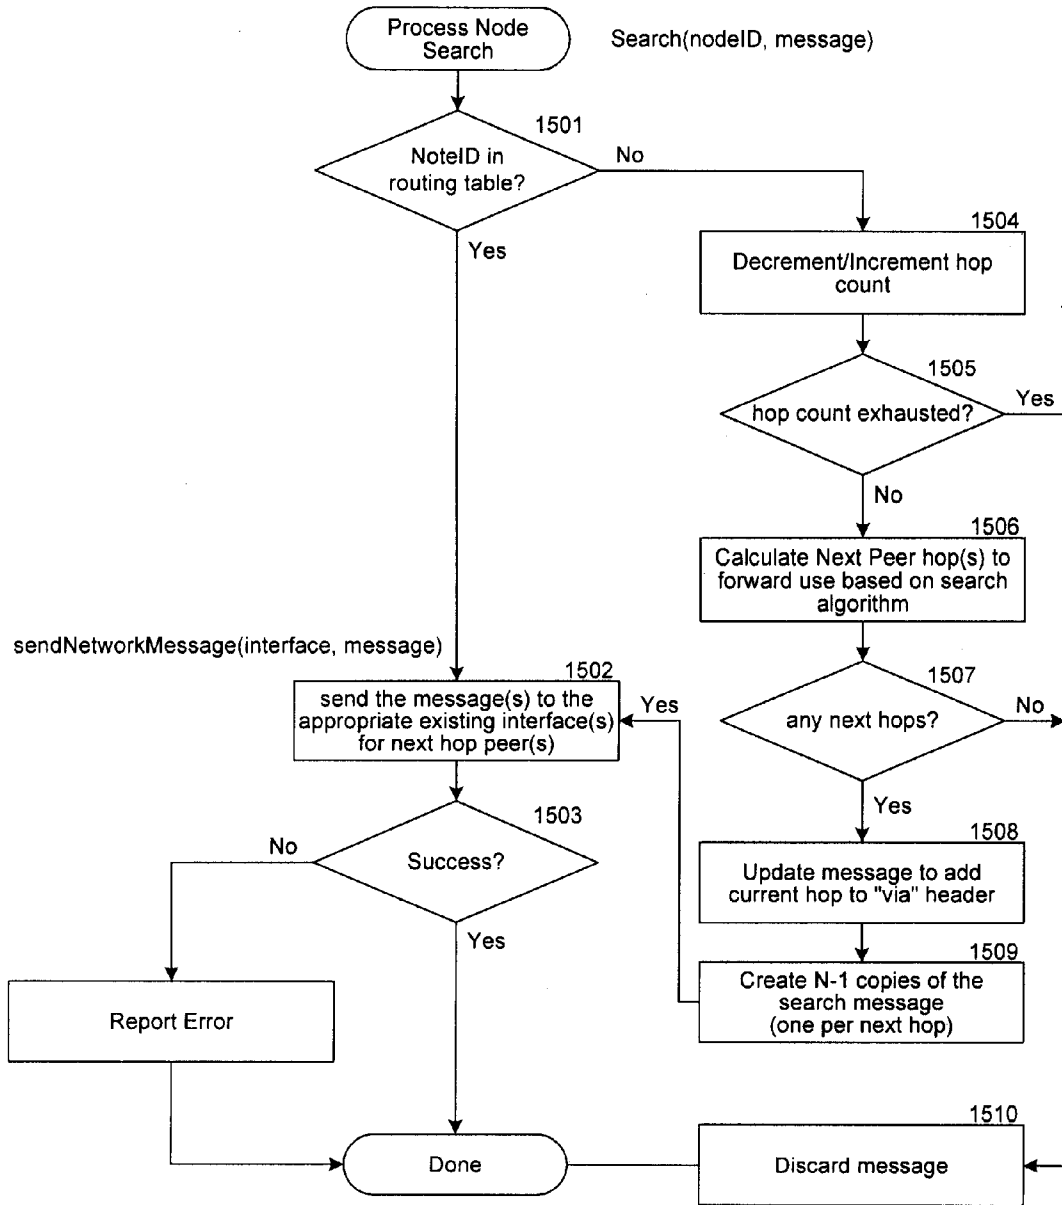 Process Node
Search
Search(nodeID, message)
1501
NoteID in
routing table?
No
Yes
1504
Decrement/Increment hop
count
1505
hop count exhausted?
Yes
No
1506
Calculate Next Peer hop(s) to
forward use based on search
algorithm
sendNetworkMessage(interface, message)
1502
send the message(s) to the
appropriate existing interface(s)
for next hop peer(s)
Yes
1507
any next hops?
No
Yes
1503
Success?
No
Yes
1508
Update message to add
current hop to "via" header
1509
Create N-1 copies of the
search message
(one per next hop)
Report Error
1510
Discard message
Done